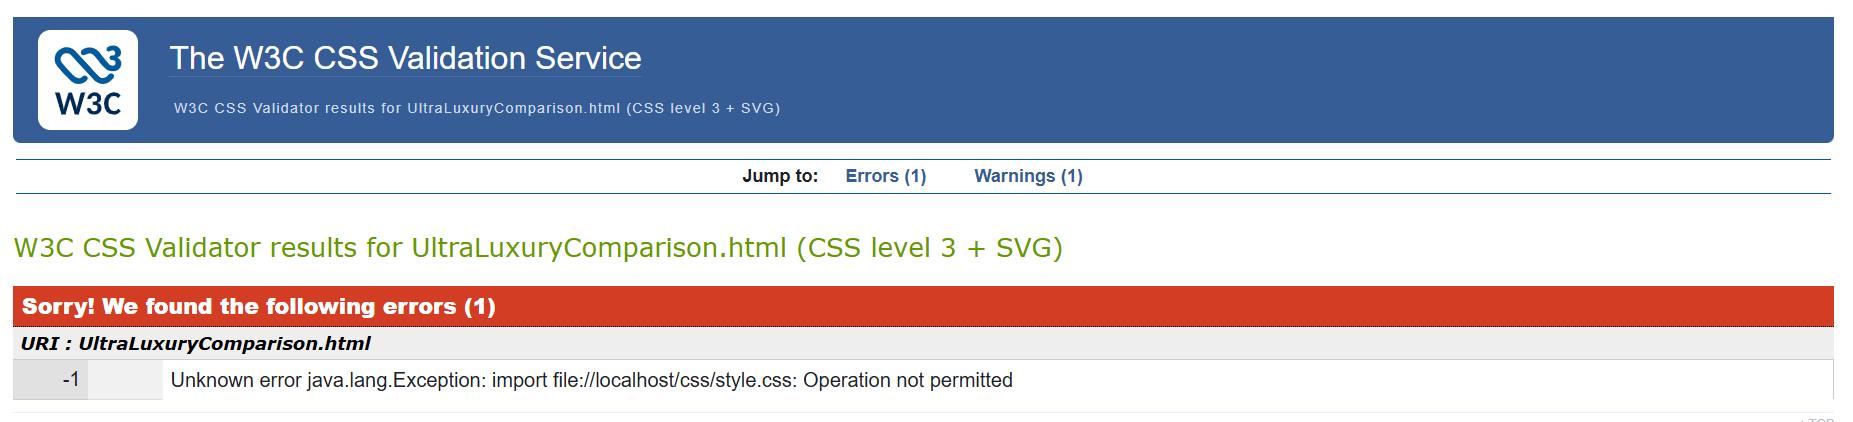 The W3C CSS Validation Service
W3C
W3C CSS Validator results for UltraLuxuryComparison.html (CSS level 3 + SVG)
Jump to: Errors (1) Warnings (1)
W3C CSS Validator results for UltraLuxuryComparison.html (CSS level 3 + SVG)
Sorry! We found the following errors (1)
URI : UltraLuxuryComparison.html
-1 Unknown error java.lang.Exception: import file://localhost/css/style.css: Operation not permitted